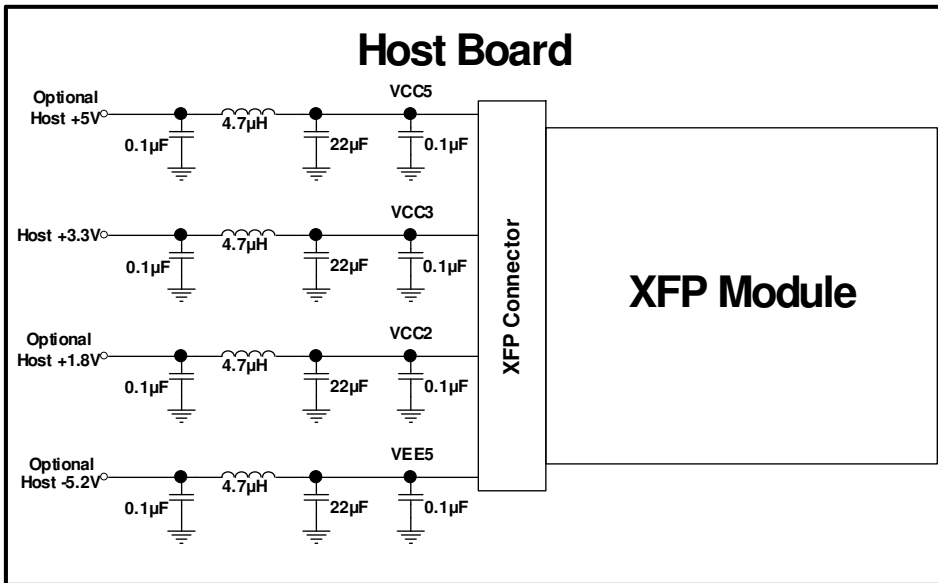 Host Board
Optional
Host +5V
VCC5
4.7µH
0.1µF
22µF
0.1µF
Host +3.3V
VCC3
4.7µH
0.1µF
22µF
0.1µF
Optional
Host +1.8V
VCC2
4.7µH
0.1µF
22µF
0.1µF
Optional
Host -5.2V
VEE5
4.7µH
0.1µF
22µF
0.1µF
XFP Connector
XFP Module